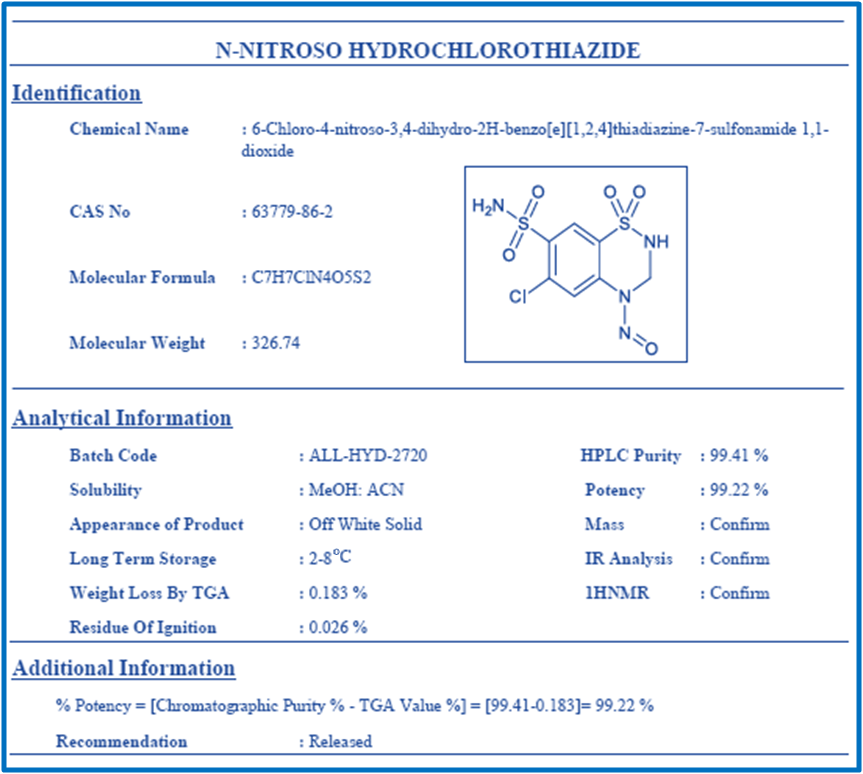 N-NITROSO HYDROCHLOROTHIAZIDE
Identification
Chemical Name : 6-Chloro-4-nitroso-3,4-dihydro-2H-benzo[e][1,2,4]thiadiazine-7-sulfonamide 1,1-
dioxide
CAS No : 63779-86-2
Molecular Formula : C7H7ClN4O5S2
Molecular Weight : 326.74
H2N O O O
S S
NH
O
Cl N
N
O
Analytical Information
Batch Code : ALL-HYD-2720 HPLC Purity : 99.41 %
Solubility : MeOH: ACN Potency : 99.22 %
Appearance of Product : Off White Solid Mass : Confirm
Long Term Storage : 2-8°C IR Analysis : Confirm
Weight Loss By TGA : 0.183 % 1HNMR : Confirm
Residue Of Ignition : 0.026 %
Additional Information
% Potency = [Chromatographic Purity % - TGA Value %] = [99.41-0.183]= 99.22 %
Recommendation : Released